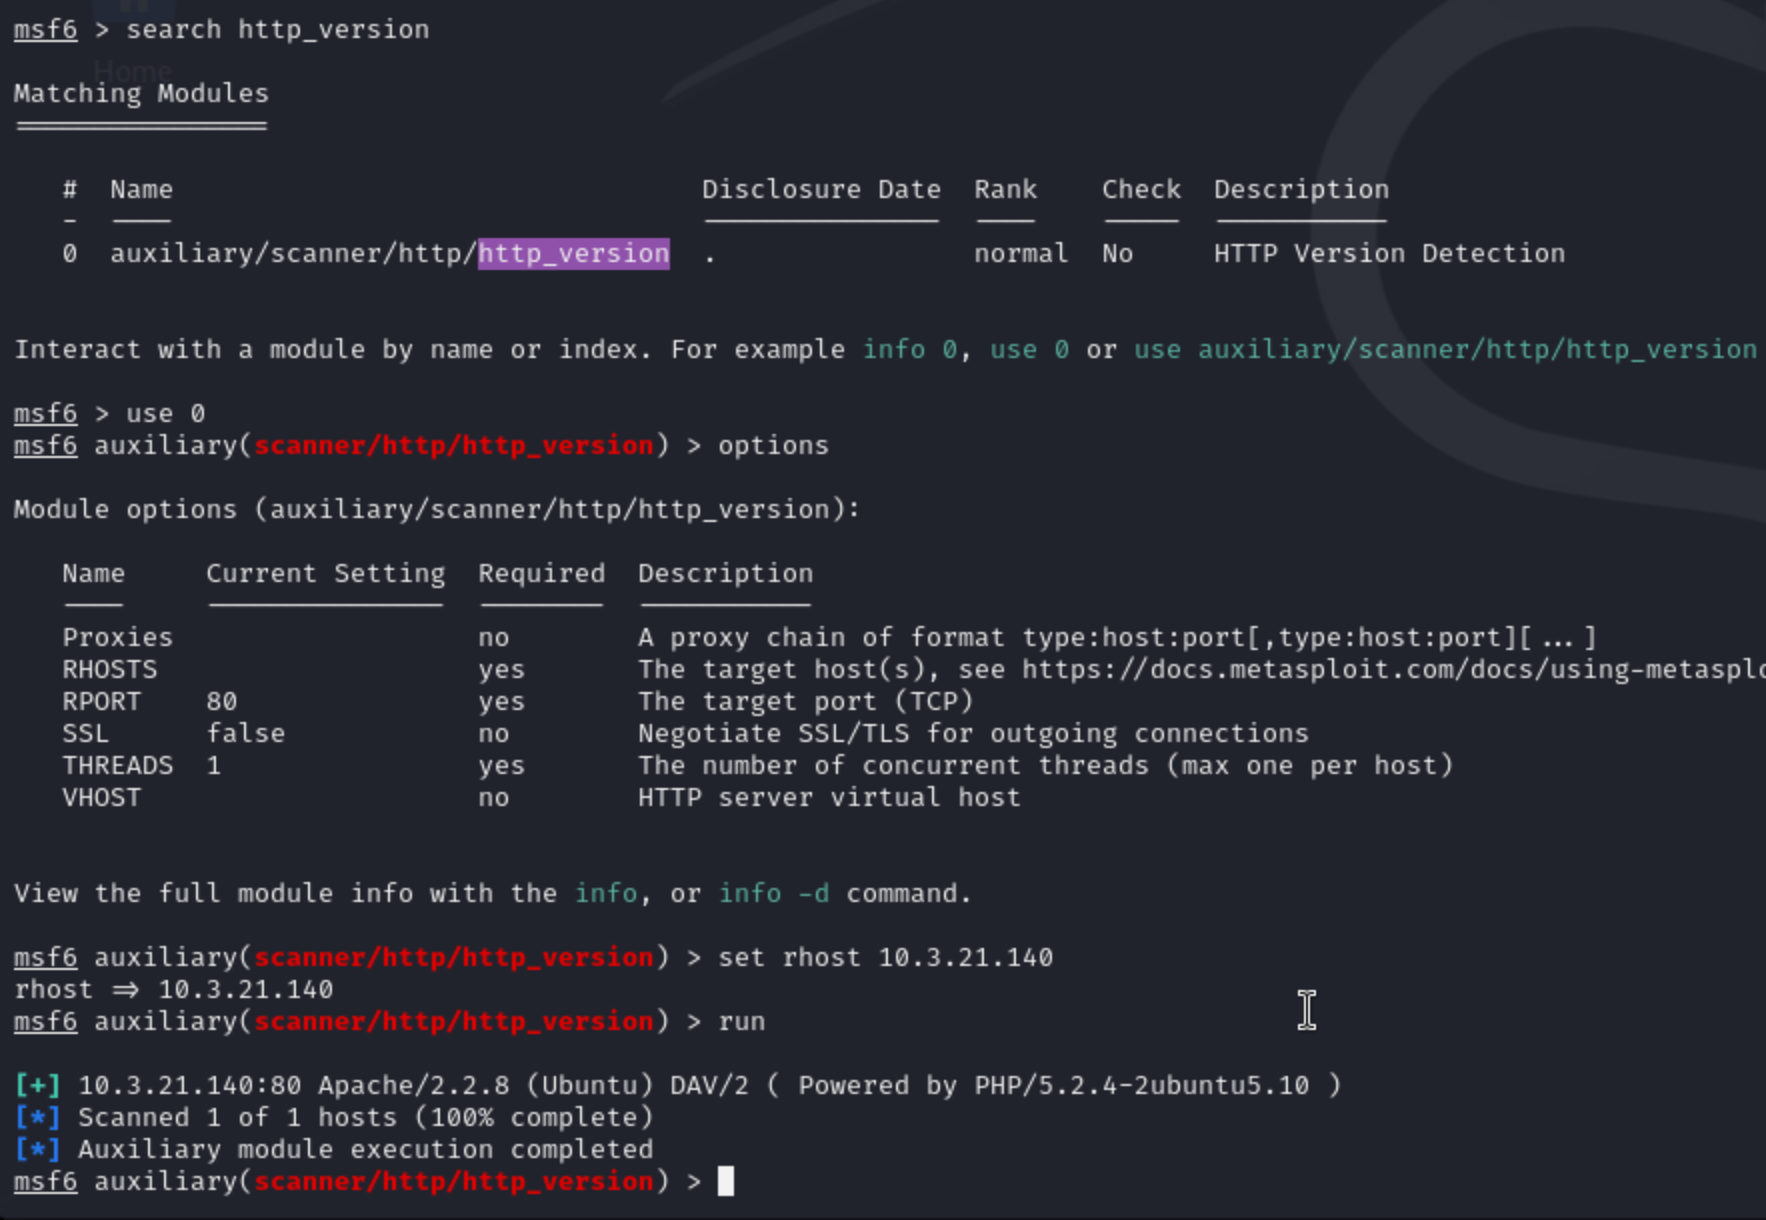 msf6 > search http_version
Home
Matching Modules
================
# Name Disclosure Date Rank Check Description
- ---- --------------- ---- ----- -----------
0 auxiliary/scanner/http/http_version . normal No HTTP Version Detection
Interact with a module by name or index. For example info 0, use 0 or use auxiliary/scanner/http/http_version
msf6 > use 0
msf6 auxiliary(scanner/http/http_version) > options
Module options (auxiliary/scanner/http/http_version):
Name Current Setting Required Description
---- --------------- -------- -----------
Proxies no A proxy chain of format type:host:port[,type:host:port][...]
RHOSTS yes The target host(s), see https://docs.metasploit.com/docs/using-metasplo
RPORT 80 yes The target port (TCP)
SSL false no Negotiate SSL/TLS for outgoing connections
THREADS 1 yes The number of concurrent threads (max one per host)
VHOST no HTTP server virtual host
View the full module info with the info, or info -d command.
msf6 auxiliary(scanner/http/http_version) > set rhost 10.3.21.140
rhost => 10.3.21.140
msf6 auxiliary(scanner/http/http_version) > run
[+] 10.3.21.140:80 Apache/2.2.8 (Ubuntu) DAV/2 ( Powered by PHP/5.2.4-2ubuntu5.10 )
[*] Scanned 1 of 1 hosts (100% complete)
[*] Auxiliary module execution completed
msf6 auxiliary(scanner/http/http_version) >